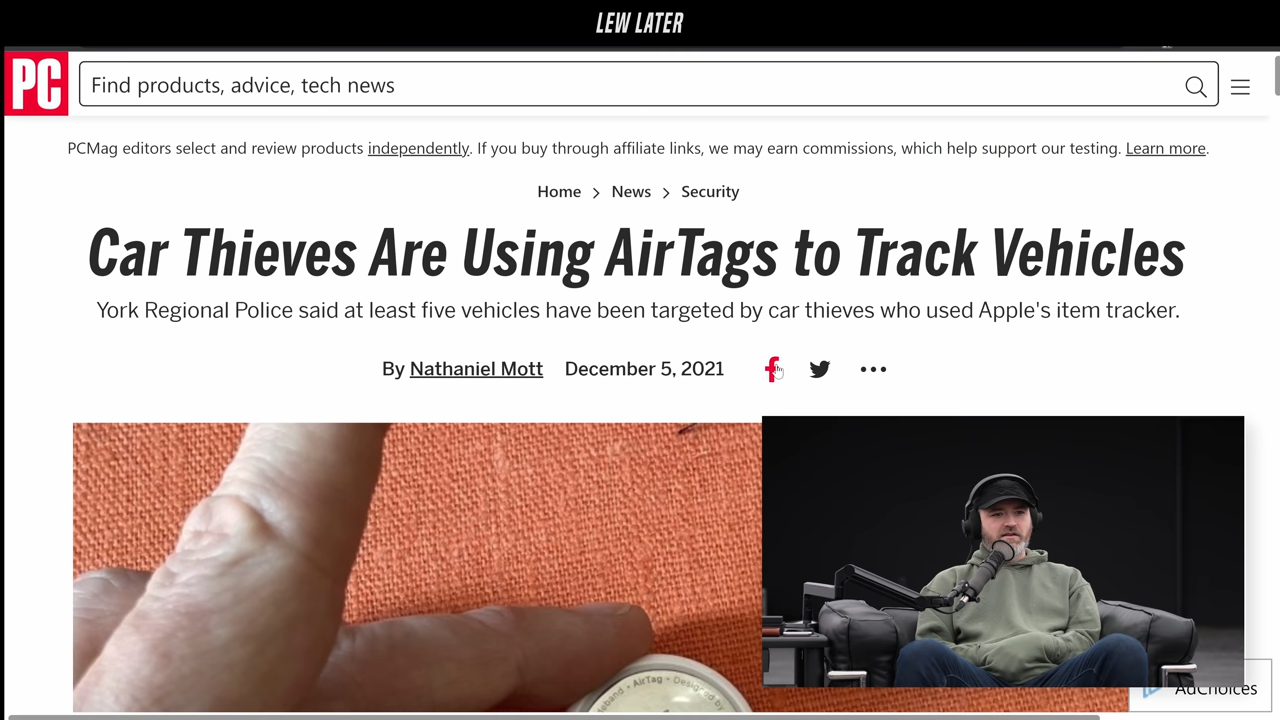 LEW LATER
PC
Find products, advice, tech news
PCMag editors select and review products independently. If you buy through affiliate links, we may earn commissions, which help support our testing. Learn more.
Home > News > Security
Car Thieves Are Using AirTags to Track Vehicles
York Regional Police said at least five vehicles have been targeted by car thieves who used Apple's item tracker.
By Nathaniel Mott December 5, 2021
AirTag • Designed by
AdChoices